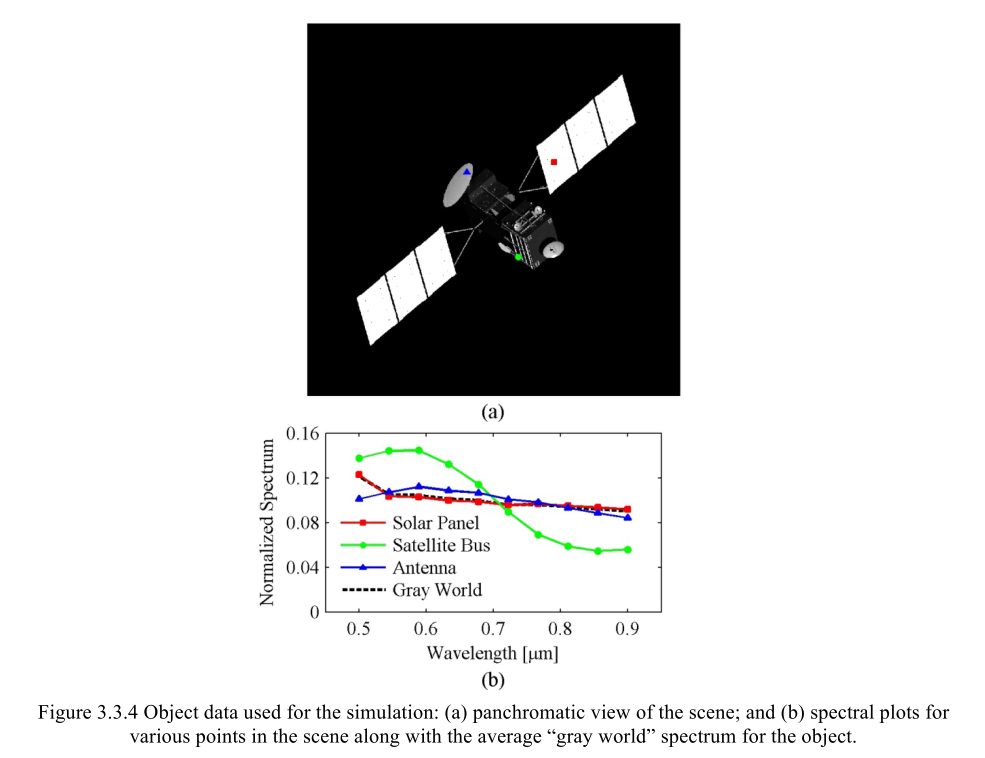 (a)
0.16
0.12
0.08
0.04
0
Normalized Spectrum
Solar Panel
Satellite Bus
Antenna
Gray World
0.5 0.6 0.7 0.8 0.9
Wavelength [μm]
(b)
Figure 3.3.4 Object data used for the simulation: (a) panchromatic view of the scene; and (b) spectral plots for
various points in the scene along with the average “gray world” spectrum for the object.